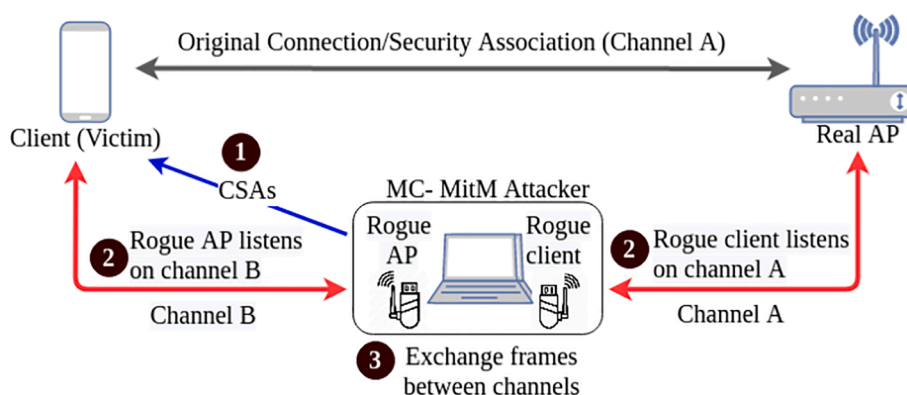 Original Connection/Security Association (Channel A)
Client (Victim)
Real AP
1
CSAs
MC- MitM Attacker
Rogue
AP
Rogue
client
2
Rogue AP listens
on channel B
Channel B
2
Rogue client listens
on channel A
Channel A
3
Exchange frames
between channels